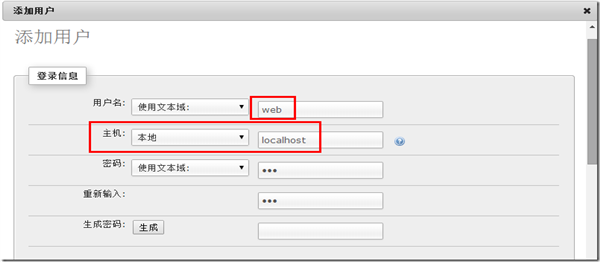 添加用户
添加用户
登录信息
用户名: 使用文本域: web
主机: 本地 localhost
密码: 使用文本域: •••
重新输入: •••
生成密码: 生成